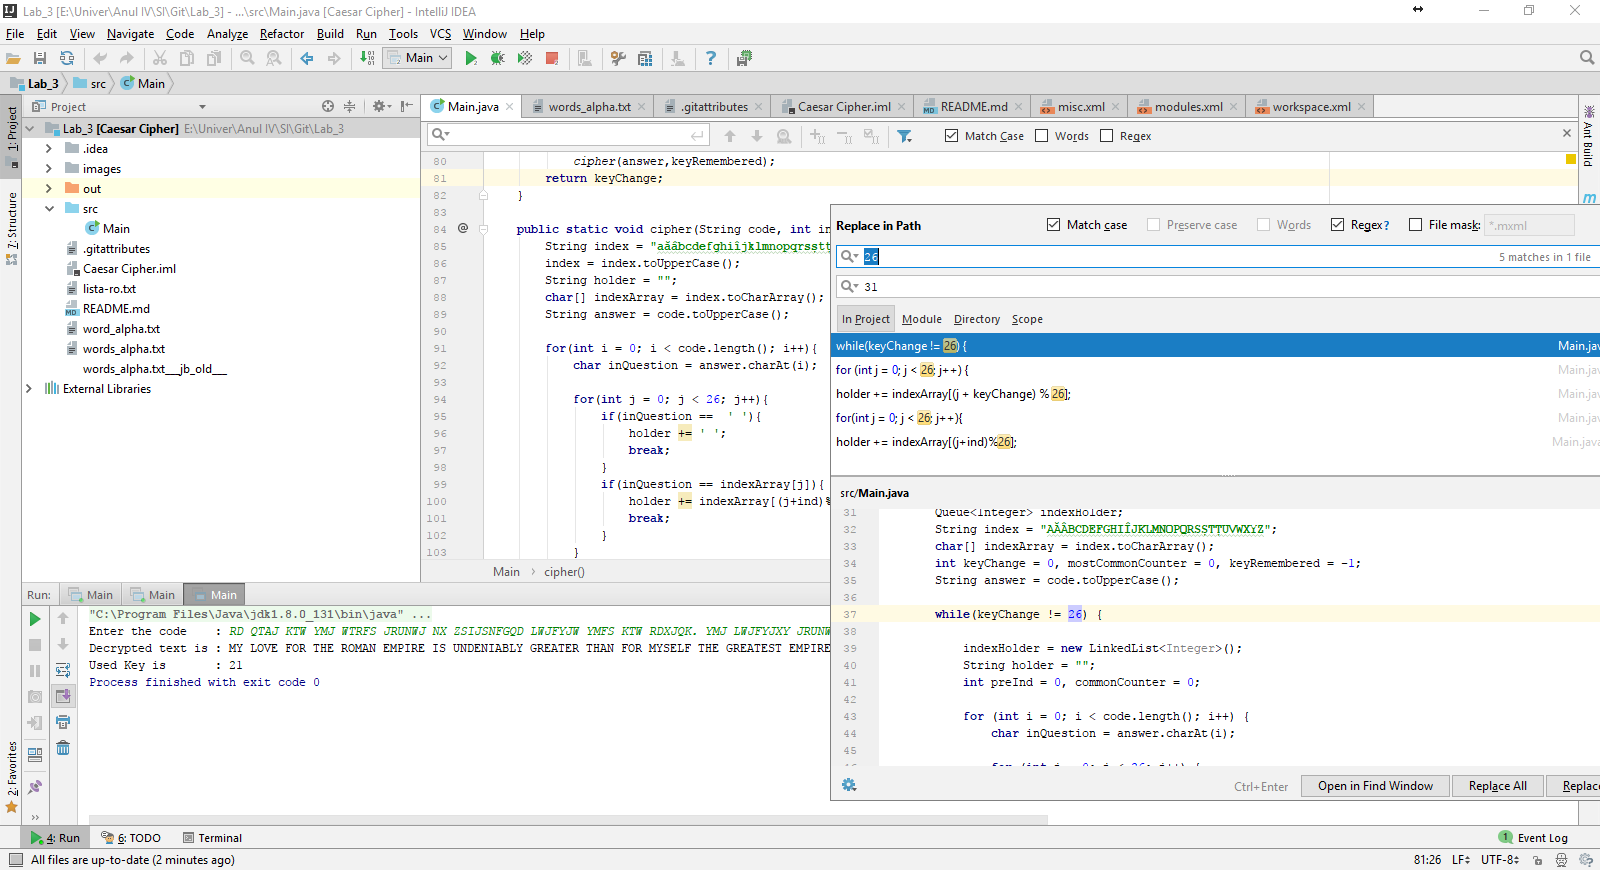 Lab_3 [E:\Univer\Anul IV\SI\Git\Lab_3] - ...\src\Main.java [Caesar Cipher] - IntelliJ IDEA
File Edit View Navigate Code Analyze Refactor Build Run Tools VCS Window Help
Main
Lab_3 src Main
1: Project
7: Structure
2: Favorites
Ant Build
m
Project
Lab_3 [Caesar Cipher] E:\Univer\Anul IV\SI\Git\Lab_3
.idea
images
out
src
Main
.gitattributes
Caesar Cipher.iml
lista-ro.txt
README.md
word_alpha.txt
words_alpha.txt
words_alpha.txt___jb_old___
External Libraries
Main.java words_alpha.txt .gitattributes Caesar Cipher.iml README.md misc.xml modules.xml workspace.xml
Match Case Words Regex
80 cipher(answer,keyRemembered);
81 return keyChange;
82 }
83
84 @ public static void cipher(String code, int in
85 String index = "aăâbcdefghiîjklmnopqrsștț
86 index = index.toUpperCase();
87 String holder = "";
88 char[] indexArray = index.toCharArray();
89 String answer = code.toUpperCase();
90
91 for(int i = 0; i < code.length(); i++){
92 char inQuestion = answer.charAt(i);
93
94 for(int j = 0; j < 26; j++){
95 if(inQuestion == ' '){
96 holder += ' ';
97 break;
98 }
99 if(inQuestion == indexArray[j]){
100 holder += indexArray[(j+ind)%
101 break;
102 }
103 }
Main › cipher()
Replace in Path Match case Preserve case Words Regex? File mask: *.mxml
26 5 matches in 1 file
31
In Project Module Directory Scope
while(keyChange != 26) { Main.jav
for (int j = 0; j < 26; j++) { Main.jav
holder += indexArray[(j + keyChange) % 26]; Main.jav
for(int j = 0; j < 26; j++){ Main.jav
holder += indexArray[(j+ind)%26]; Main.java
src/Main.java
31 Queue<Integer> indexHolder;
32 String index = "AĂÂBCDEFGHIÎJKLMNOPQRSȘTȚUVWXYZ";
33 char[] indexArray = index.toCharArray();
34 int keyChange = 0, mostCommonCounter = 0, keyRemembered = -1;
35 String answer = code.toUpperCase();
36
37 while(keyChange != 26) {
38
39 indexHolder = new LinkedList<Integer>();
40 String holder = "";
41 int preInd = 0, commonCounter = 0;
42
43 for (int i = 0; i < code.length(); i++) {
44 char inQuestion = answer.charAt(i);
45
46 for (int j = 0; j < 26; j++) {
Ctrl+Enter Open in Find Window Replace All Replac
Run: Main Main Main
"C:\Program Files\Java\jdk1.8.0_131\bin\java" ...
Enter the code : RD QTAJ KTW YMJ WTRFS JRUNWJ NX ZSIJSNFGQD LWJFYJW YMFS KTW RDXJQK. YMJ LWJFYJXY JRUNW
Decrypted text is : MY LOVE FOR THE ROMAN EMPIRE IS UNDENIABLY GREATER THAN FOR MYSELF THE GREATEST EMPIRE
Used Key is : 21
Process finished with exit code 0
4: Run 6: TODO Terminal 1 Event Log
All files are up-to-date (2 minutes ago) 81:26 LF UTF-8